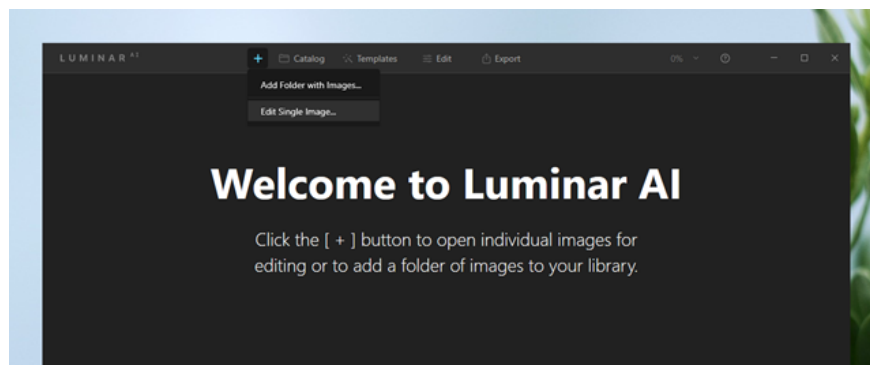 LUMINAR AI
+ Catalog Templates Edit Export 0%
Add Folder with Images...
Edit Single Image...
Welcome to Luminar AI
Click the [ + ] button to open individual images for
editing or to add a folder of images to your library.